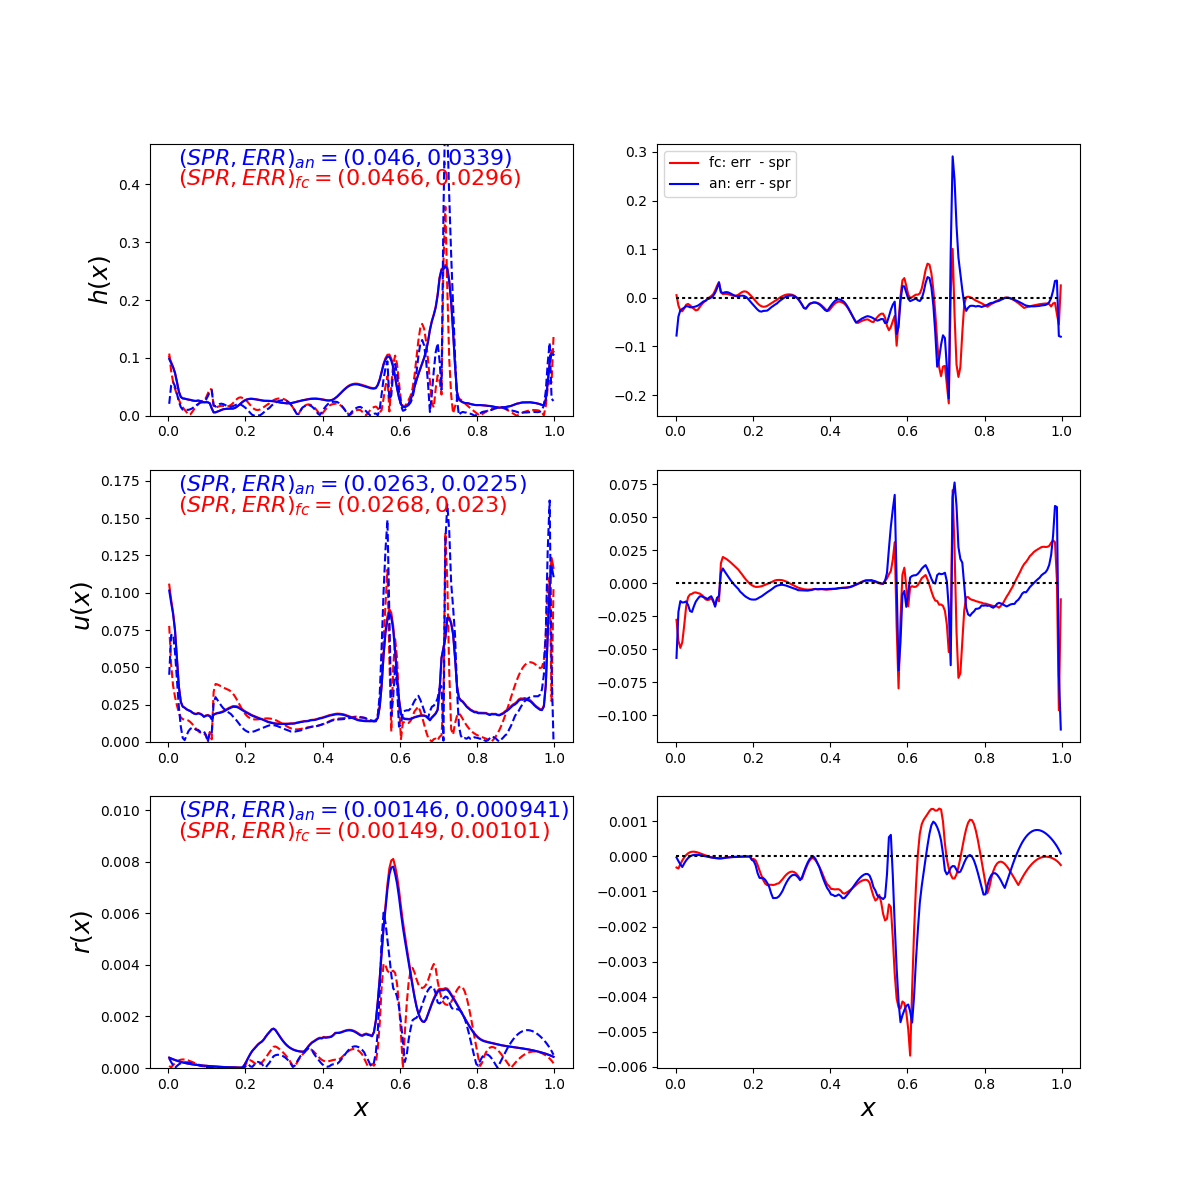 (SPR, ERR)an = (0.046, 0.0339)
(SPR, ERR)fc = (0.0466, 0.0296)
h(x)
0.4
0.3
0.2
0.1
0.0
0.0 0.2 0.4 0.6 0.8 1.0
fc: err - spr
an: err - spr
0.3
0.2
0.1
0.0
−0.1
−0.2
0.0 0.2 0.4 0.6 0.8 1.0
(SPR, ERR)an = (0.0263, 0.0225)
(SPR, ERR)fc = (0.0268, 0.023)
u(x)
0.175
0.150
0.125
0.100
0.075
0.050
0.025
0.000
0.0 0.2 0.4 0.6 0.8 1.0
0.075
0.050
0.025
0.000
−0.025
−0.050
−0.075
−0.100
0.0 0.2 0.4 0.6 0.8 1.0
(SPR, ERR)an = (0.00146, 0.000941)
(SPR, ERR)fc = (0.00149, 0.00101)
r(x)
0.010
0.008
0.006
0.004
0.002
0.000
0.0 0.2 0.4 0.6 0.8 1.0
x
0.001
0.000
−0.001
−0.002
−0.003
−0.004
−0.005
−0.006
0.0 0.2 0.4 0.6 0.8 1.0
x